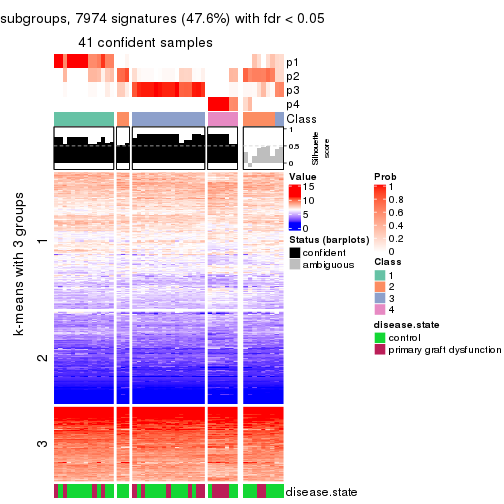 subgroups, 7974 signatures (47.6%) with fdr < 0.05
41 confident samples
p1
p2
p3
p4
Class
1
0.5
0
Silhouette
score
k-means with 3 groups
1
2
3
disease.state
Value
15
10
5
0
Status (barplots)
confident
ambiguous
Prob
1
0.8
0.6
0.4
0.2
0
Class
1
2
3
4
disease.state
control
primary graft dysfunction